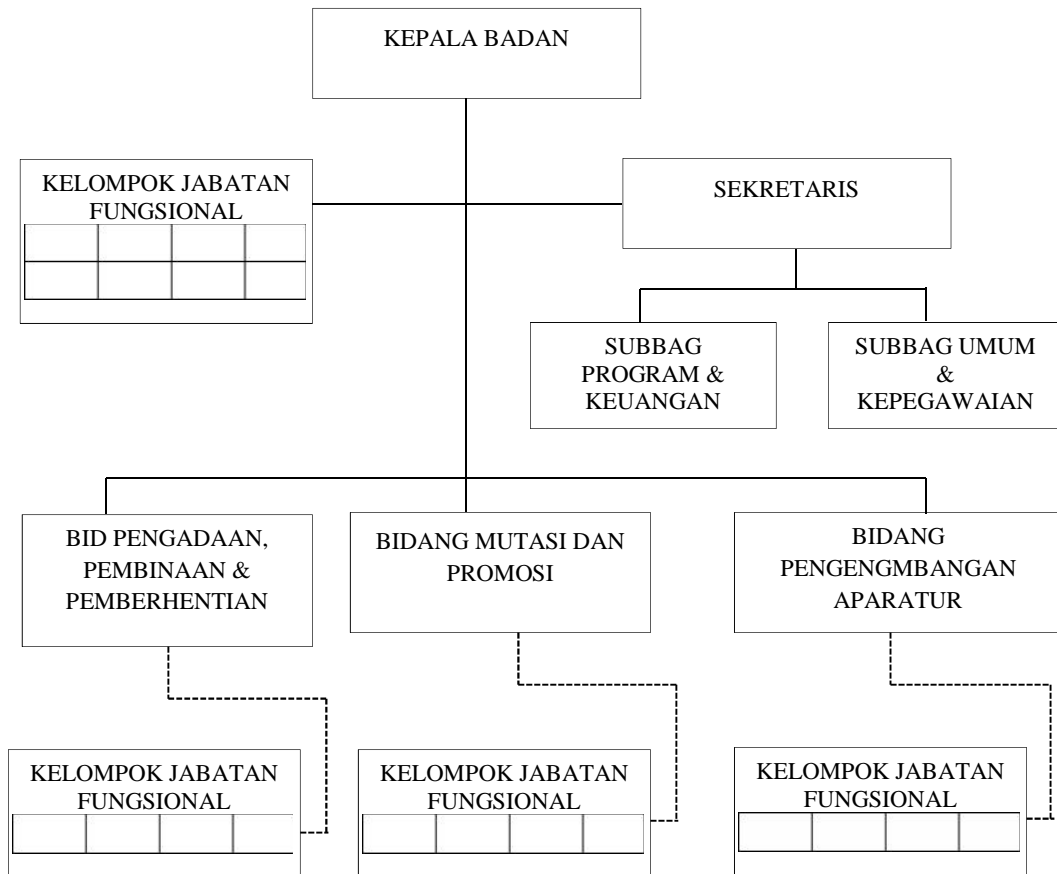 KEPALA BADAN
KELOMPOK JABATAN
FUNGSIONAL
SEKRETARIS
SUBBAG
PROGRAM &
KEUANGAN
SUBBAG UMUM
&
KEPEGAWAIAN
BID PENGADAAN,
PEMBINAAN &
PEMBERHENTIAN
BIDANG MUTASI DAN
PROMOSI
BIDANG
PENGENGMBANGAN
APARATUR
KELOMPOK JABATAN
FUNGSIONAL
KELOMPOK JABATAN
FUNGSIONAL
KELOMPOK JABATAN
FUNGSIONAL